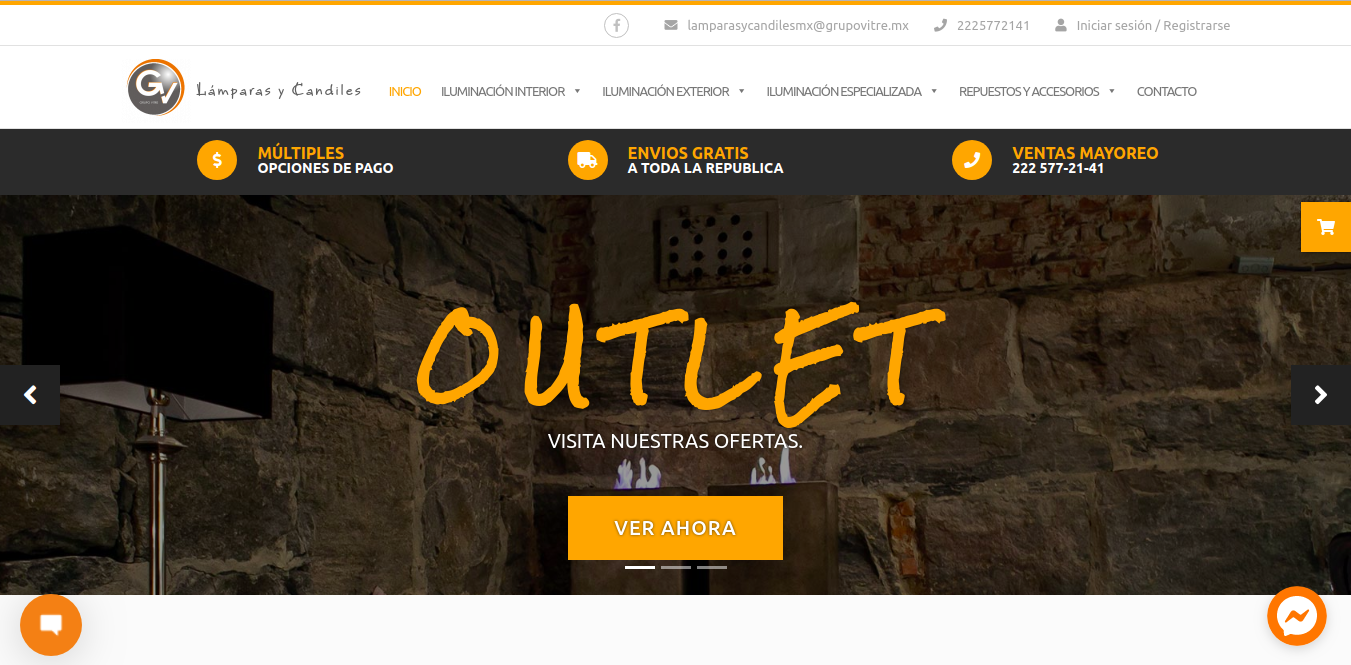 lamparasycandilesmx@grupovitre.mx 2225772141 Iniciar sesión / Registrarse
GV
Lámparas y Candiles
INICIO ILUMINACIÓN INTERIOR ILUMINACIÓN EXTERIOR ILUMINACIÓN ESPECIALIZADA REPUESTOS Y ACCESORIOS CONTACTO
MÚLTIPLES
OPCIONES DE PAGO
ENVIOS GRATIS
A TODA LA REPUBLICA
VENTAS MAYOREO
222 577-21-41
OUTLET
VISITA NUESTRAS OFERTAS.
VER AHORA